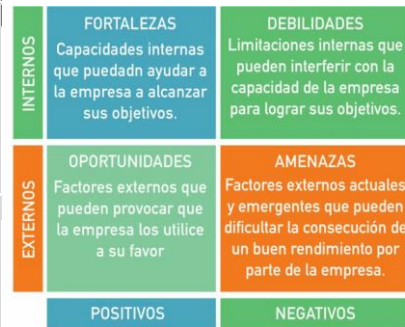 INTERNOS
FORTALEZAS
Capacidades internas
que puedadn ayudar a
la empresa a alcanzar
sus objetivos.
DEBILIDADES
Limitaciones internas que
pueden interferir con la
capacidad de la empresa
para lograr sus objetivos.
EXTERNOS
OPORTUNIDADES
Factores externos que
pueden provocar que
la empresa los utilice
a su favor
AMENAZAS
Factores externos actuales
y emergentes que pueden
dificultar la consecución de
un buen rendimiento por
parte de la empresa.
POSITIVOS
NEGATIVOS